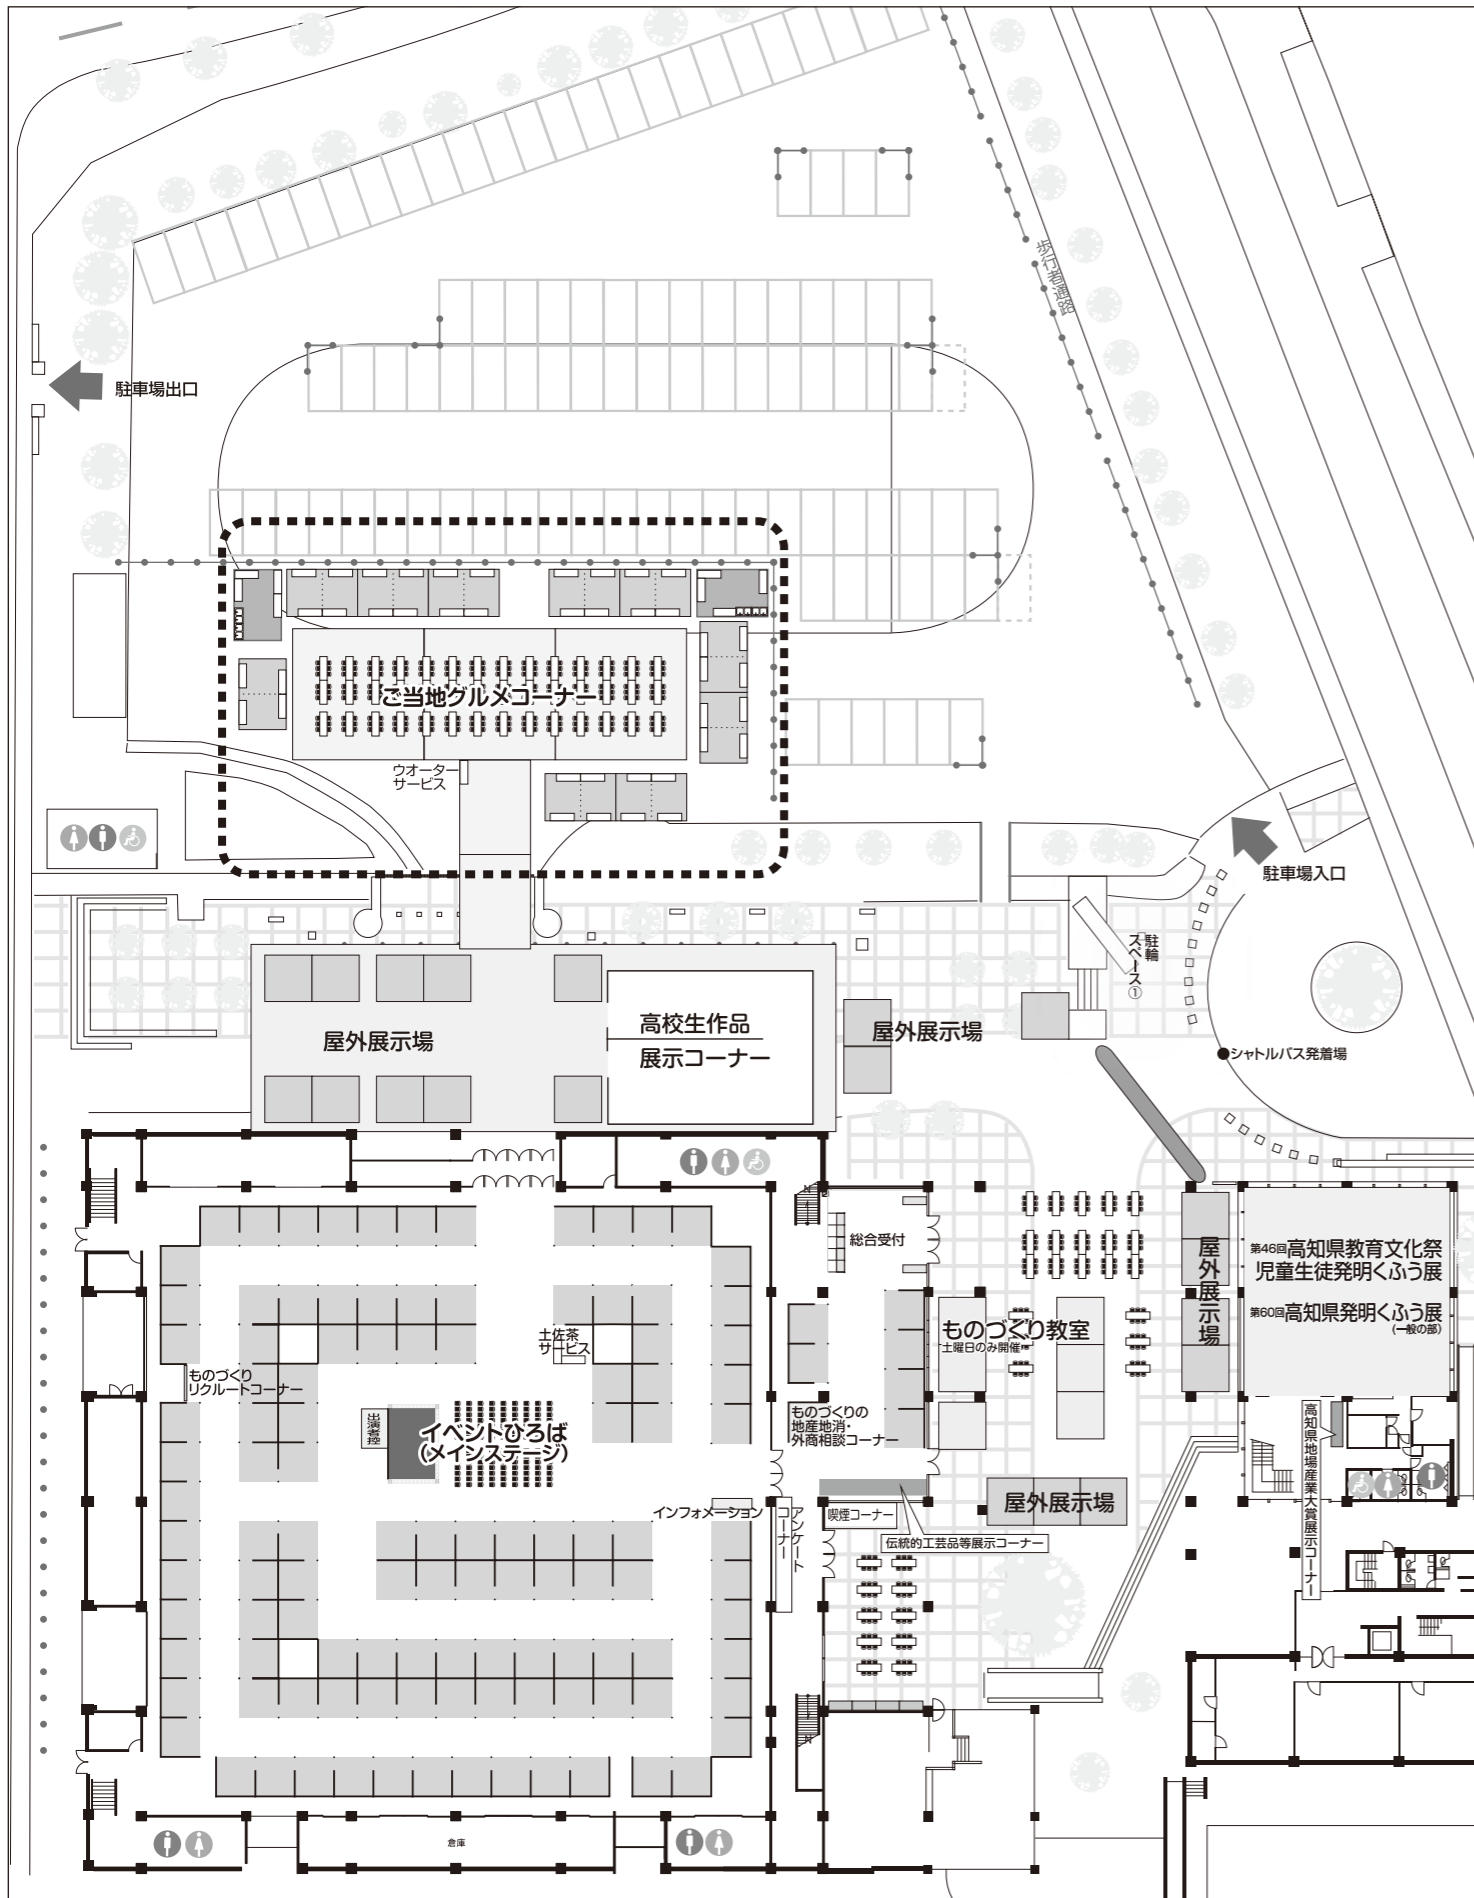 歩行者通路
駐車場出口
ご当地グルメコーナー
ウオーター
サービス
駐車場入口
駐輪
スペース①
屋外展示場
高校生作品
展示コーナー
屋外展示場
シャトルバス発着場
総合受付
屋外展示場
第46回高知県教育文化祭
児童生徒発明くふう展
第60回高知県発明くふう展
(一般の部)
ものづくり教室
土曜日のみ開催
土佐茶
サービス
ものづくり
リクルートコーナー
出演者控
イベントひろば
(メインステージ)
ものづくりの
地産地消・
外商相談コーナー
高知県地場産業大賞展示コーナー
インフォメーション
アンケート
コーナー
喫煙コーナー
屋外展示場
伝統的工芸品等展示コーナー
N
N
倉庫